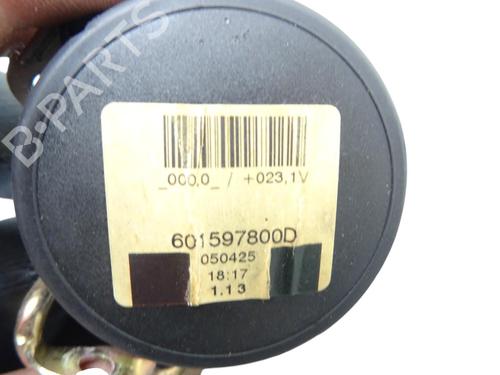 B-PARTS
_000,0_ / +023,1V
601597800D
050425
18:17
1.13